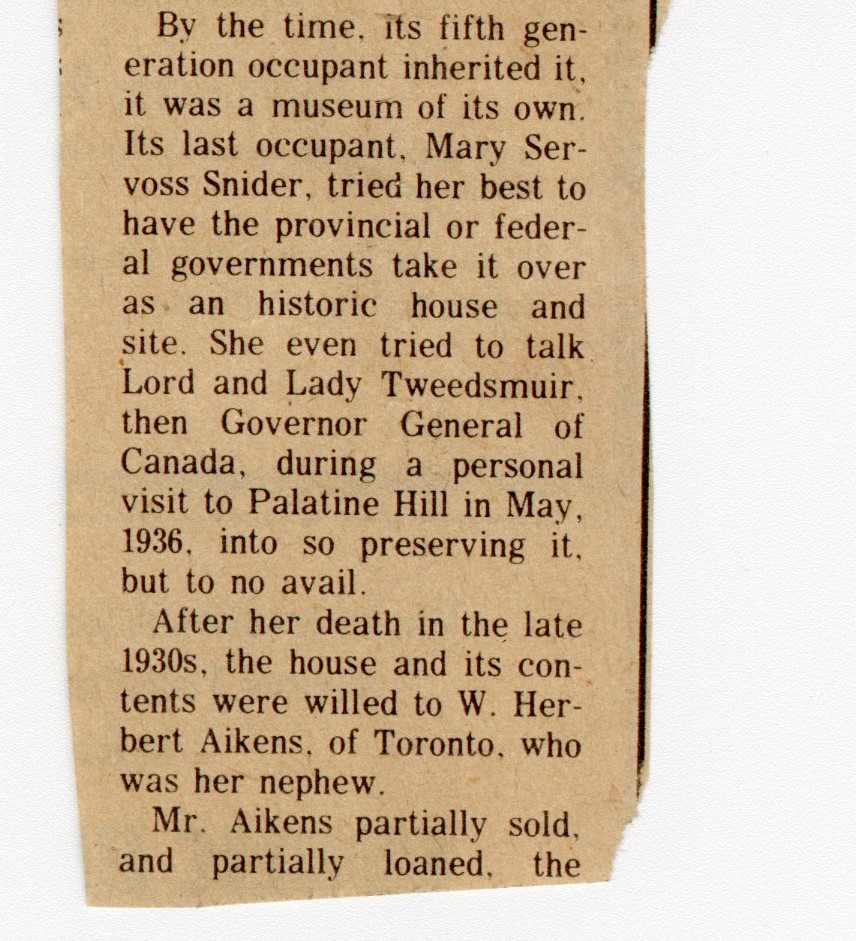 By the time, its fifth gen-
eration occupant inherited it,
it was a museum of its own.
Its last occupant, Mary Ser-
voss Snider, tried her best to
have the provincial or feder-
al governments take it over
as an historic house and
site. She even tried to talk
Lord and Lady Tweedsmuir,
then Governor General of
Canada, during a personal
visit to Palatine Hill in May,
1936, into so preserving it,
but to no avail.
After her death in the late
1930s, the house and its con-
tents were willed to W. Her-
bert Aikens, of Toronto, who
was her nephew.
Mr. Aikens partially sold,
and partially loaned, the